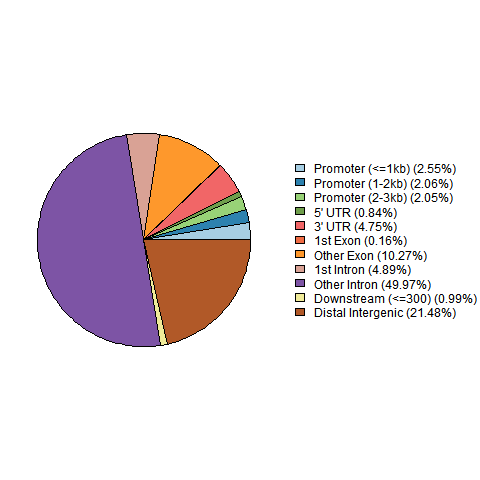 Promoter (<=1kb) (2.55%)
Promoter (1-2kb) (2.06%)
Promoter (2-3kb) (2.05%)
5' UTR (0.84%)
3' UTR (4.75%)
1st Exon (0.16%)
Other Exon (10.27%)
1st Intron (4.89%)
Other Intron (49.97%)
Downstream (<=300) (0.99%)
Distal Intergenic (21.48%)